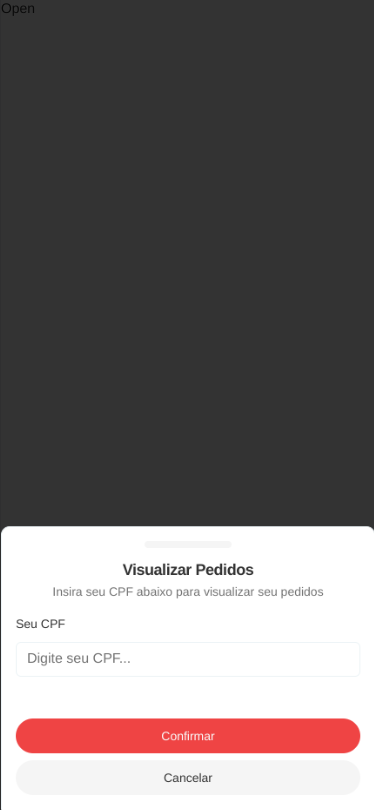 Open
Visualizar Pedidos
Insira seu CPF abaixo para visualizar seu pedidos
Seu CPF
Digite seu CPF...
Confirmar
Cancelar